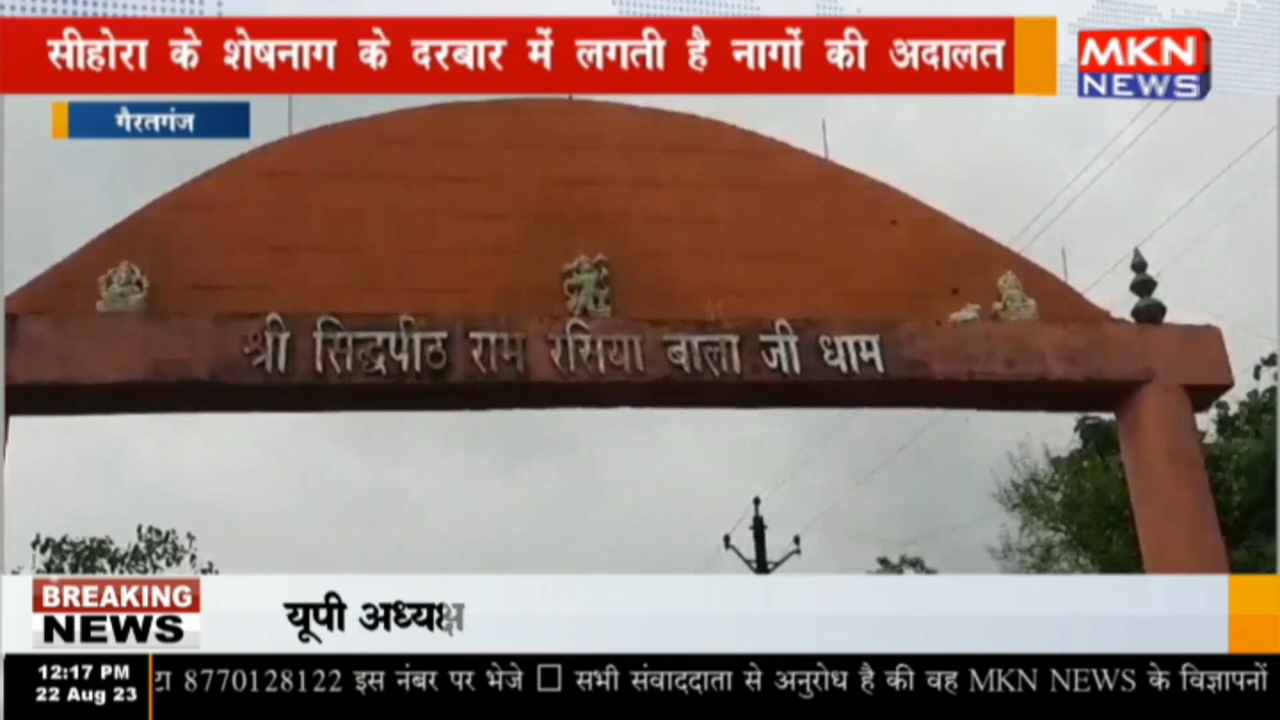 सीहोरा के शेषनाग के दरबार में लगती है नागों की अदालत
MKN
NEWS
गैरतगंज
श्री सिद्धपीठ राम रसिया बाला जी धाम
BREAKING
NEWS
यूपी अध्यक्ष
12:17 PM
22 Aug 23
टा 8770128122 इस नंबर पर भेजे □ सभी संवाददाता से अनुरोध है की वह MKN NEWS के विज्ञापनों